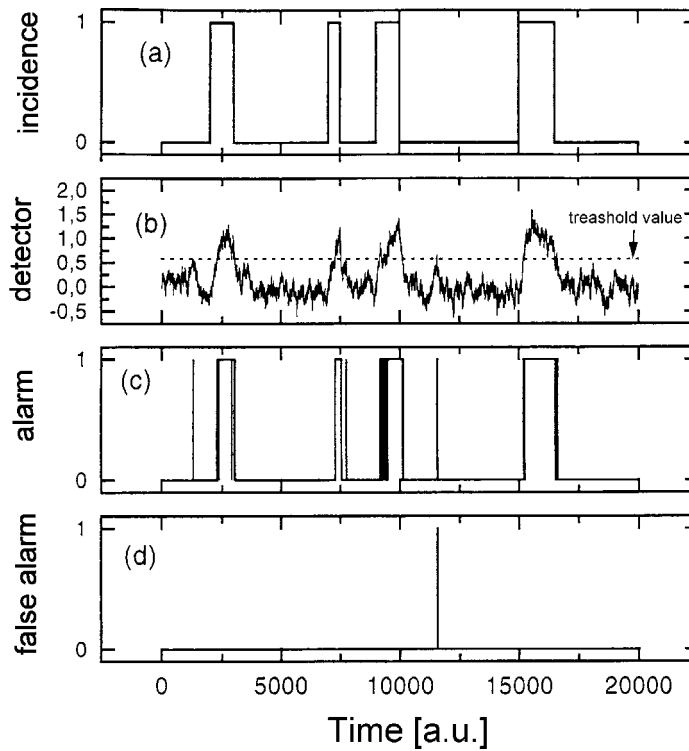 incidence
1
0
(a)
detector
2,0
1,5
1,0
0,5
0,0
-0,5
(b)
treashold value
alarm
1
0
(c)
false alarm
1
0
(d)
0 5000 10000 15000 20000
Time [a.u.]